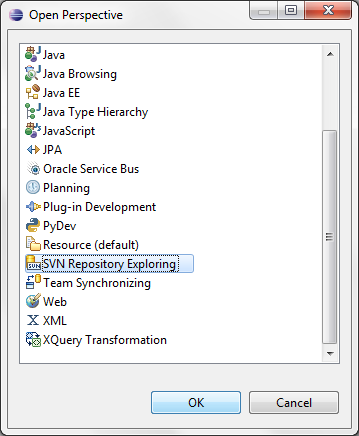 Open Perspective
Java
Java Browsing
Java EE
Java Type Hierarchy
JavaScript
JPA
Oracle Service Bus
Planning
Plug-in Development
PyDev
Resource (default)
SVN SVN Repository Exploring
Team Synchronizing
Web
X XML
XQuery Transformation
OK Cancel